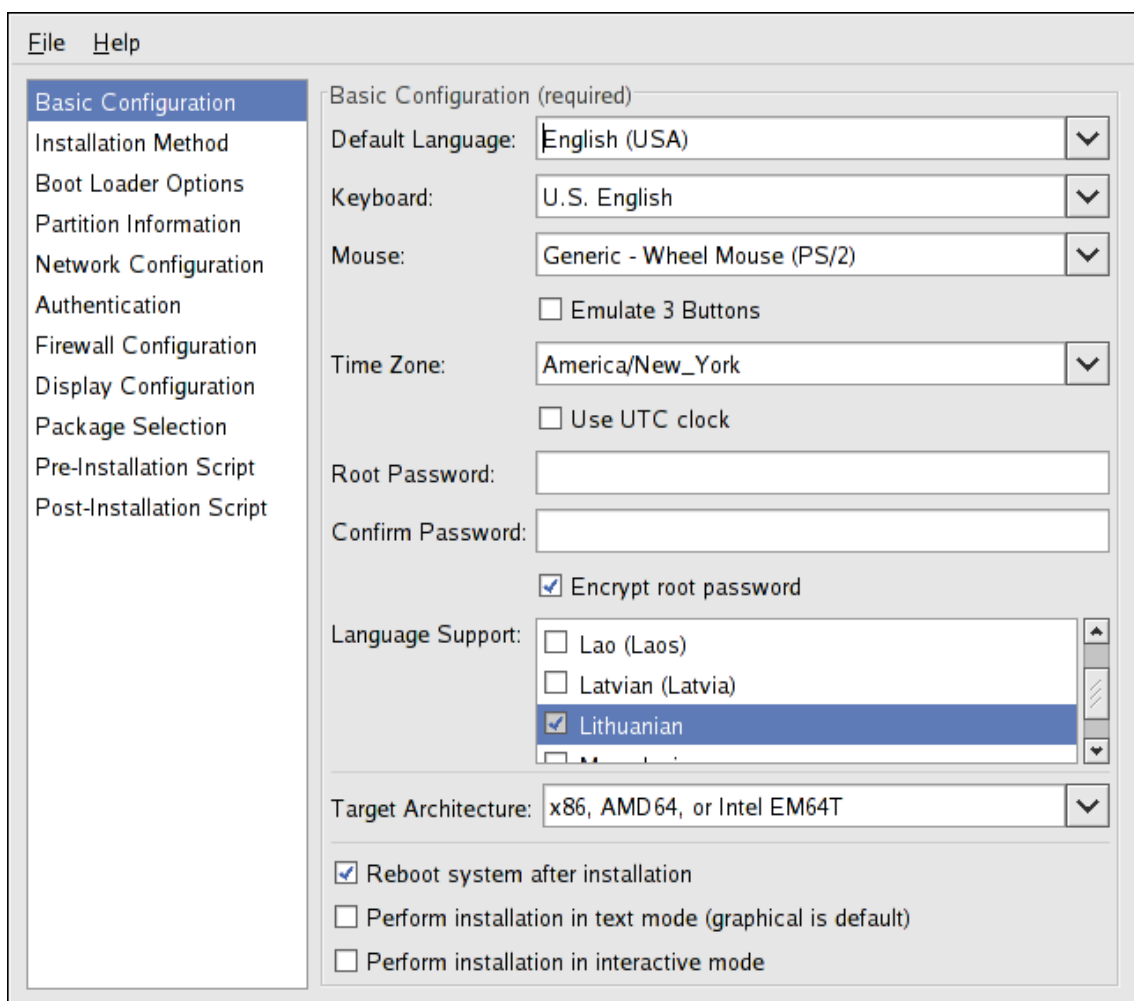 File Help
Basic Configuration
Installation Method
Boot Loader Options
Partition Information
Network Configuration
Authentication
Firewall Configuration
Display Configuration
Package Selection
Pre-Installation Script
Post-Installation Script
Basic Configuration (required)
Default Language: English (USA)
Keyboard: U.S. English
Mouse: Generic - Wheel Mouse (PS/2)
Emulate 3 Buttons
Time Zone: America/New_York
Use UTC clock
Root Password:
Confirm Password:
Encrypt root password
Language Support:
Lao (Laos)
Latvian (Latvia)
Lithuanian
Target Architecture: x86, AMD64, or Intel EM64T
Reboot system after installation
Perform installation in text mode (graphical is default)
Perform installation in interactive mode